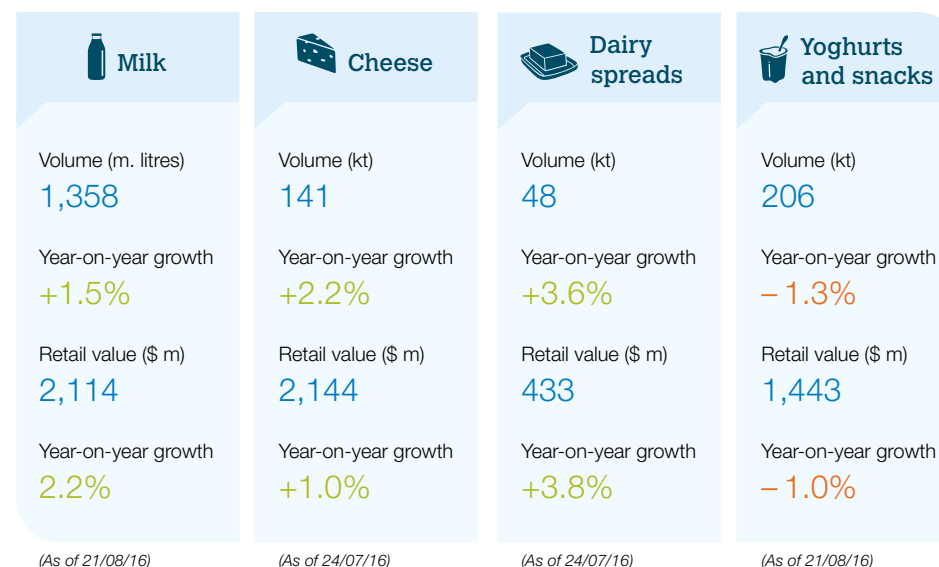 Milk
Volume (m. litres)
1,358
Year-on-year growth
+1.5%
Retail value ($ m)
2,114
Year-on-year growth
2.2%
(As of 21/08/16)
Cheese
Volume (kt)
141
Year-on-year growth
+2.2%
Retail value ($ m)
2,144
Year-on-year growth
+1.0%
(As of 24/07/16)
Dairy
spreads
Volume (kt)
48
Year-on-year growth
+3.6%
Retail value ($ m)
433
Year-on-year growth
+3.8%
(As of 24/07/16)
Yoghurts
and snacks
Volume (kt)
206
Year-on-year growth
– 1.3%
Retail value ($ m)
1,443
Year-on-year growth
– 1.0%
(As of 21/08/16)